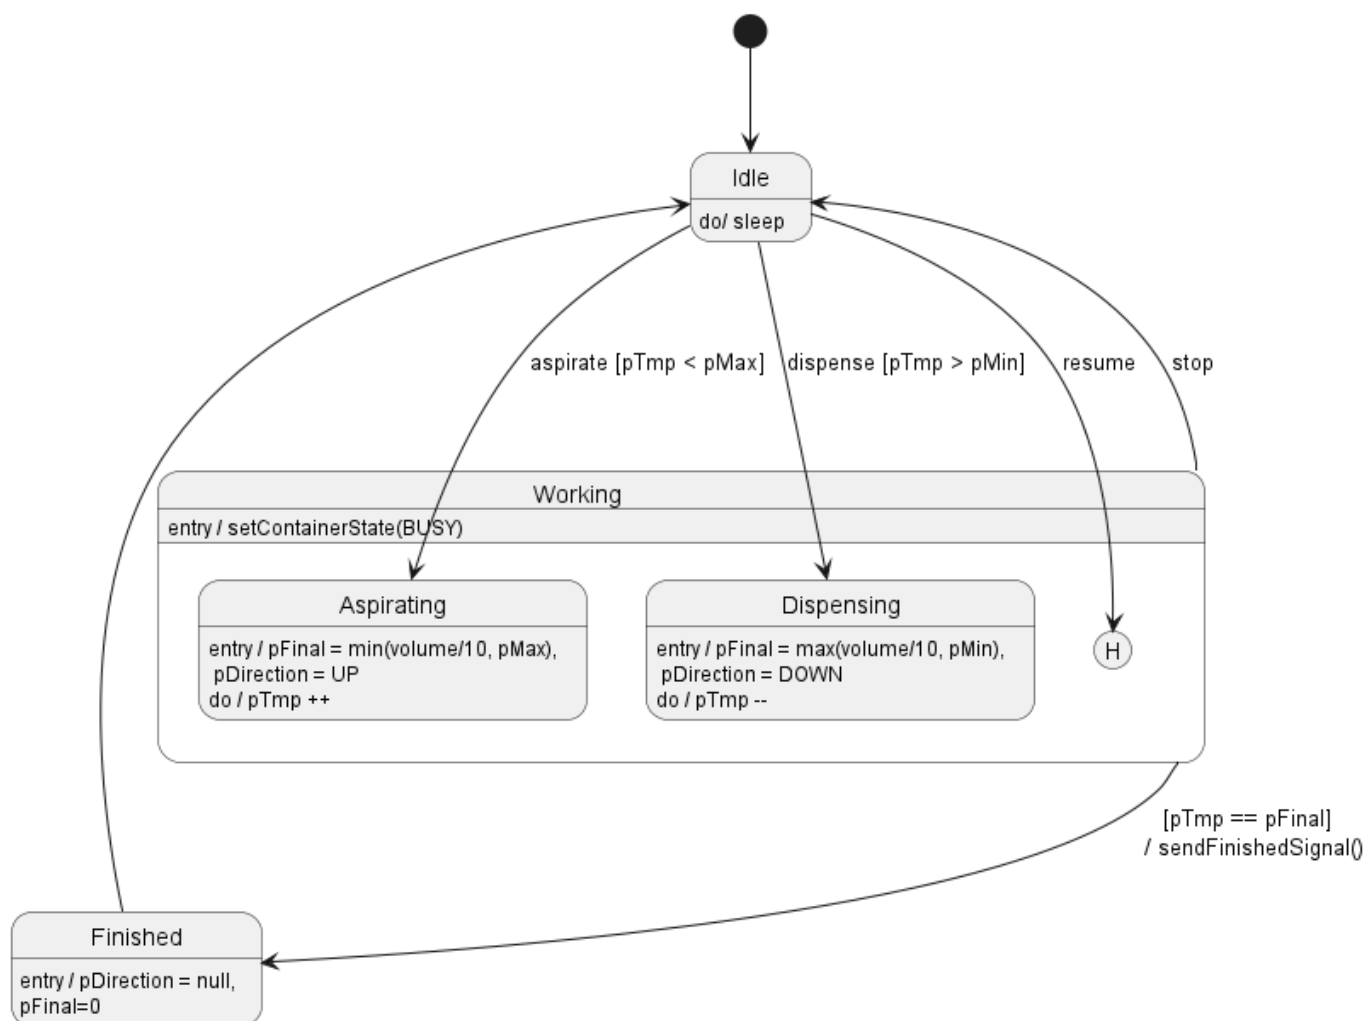 Idle
do/ sleep
aspirate [pTmp < pMax]
dispense [pTmp > pMin]
resume
stop
Working
entry / setContainerState(BUSY)
Aspirating
entry / pFinal = min(volume/10, pMax),
pDirection = UP
do / pTmp ++
Dispensing
entry / pFinal = max(volume/10, pMin),
pDirection = DOWN
do / pTmp --
H
[pTmp == pFinal]
/ sendFinishedSignal()
Finished
entry / pDirection = null,
pFinal=0